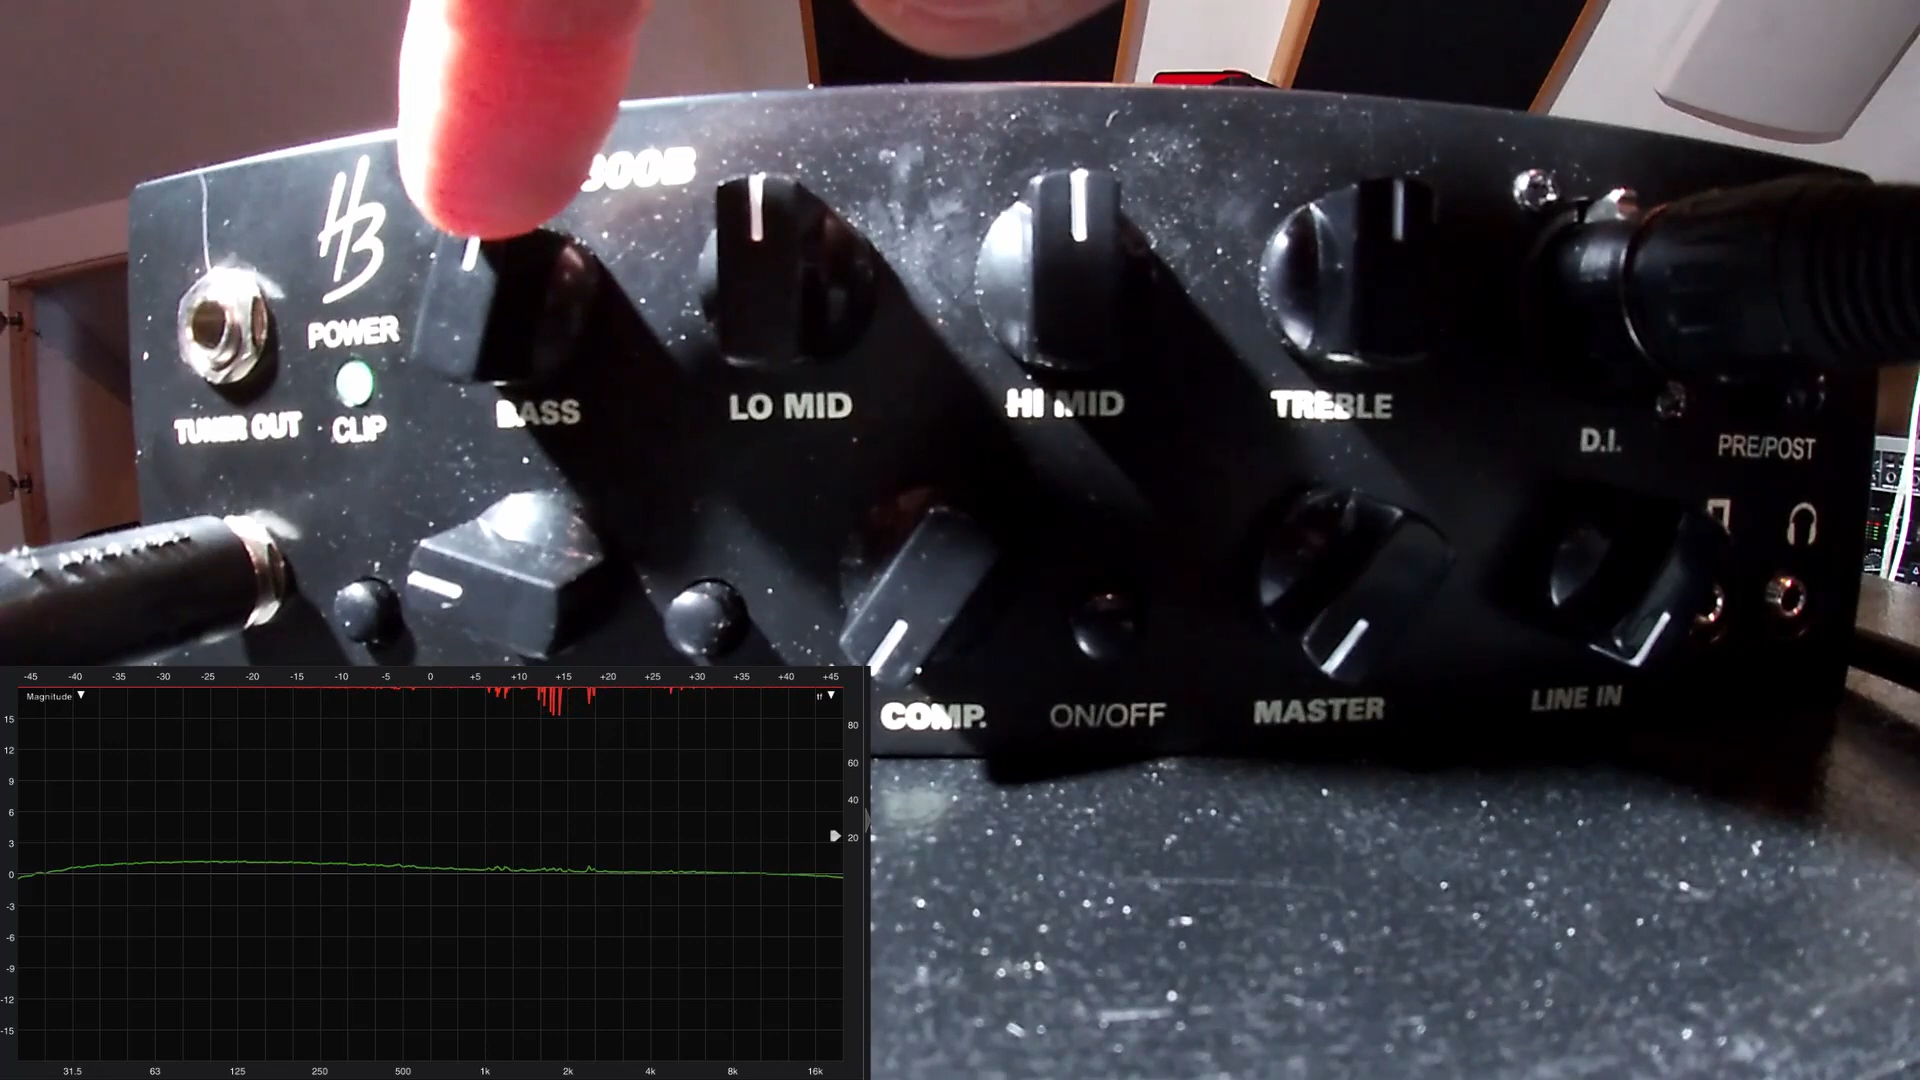 HB
300B
POWER
TUNER OUT
CLIP
BASS
LO MID
HI MID
TREBLE
D.I.
PRE/POST
COMP.
ON/OFF
MASTER
LINE IN
-45 -40 -35 -30 -25 -20 -15 -10 -5 0 +5 +10 +15 +20 +25 +30 +35 +40 +45
Magnitude
tf
15
12
9
6
3
0
-3
-6
-9
-12
-15
80
60
40
20
31.5 63 125 250 500 1k 2k 4k 8k 16k